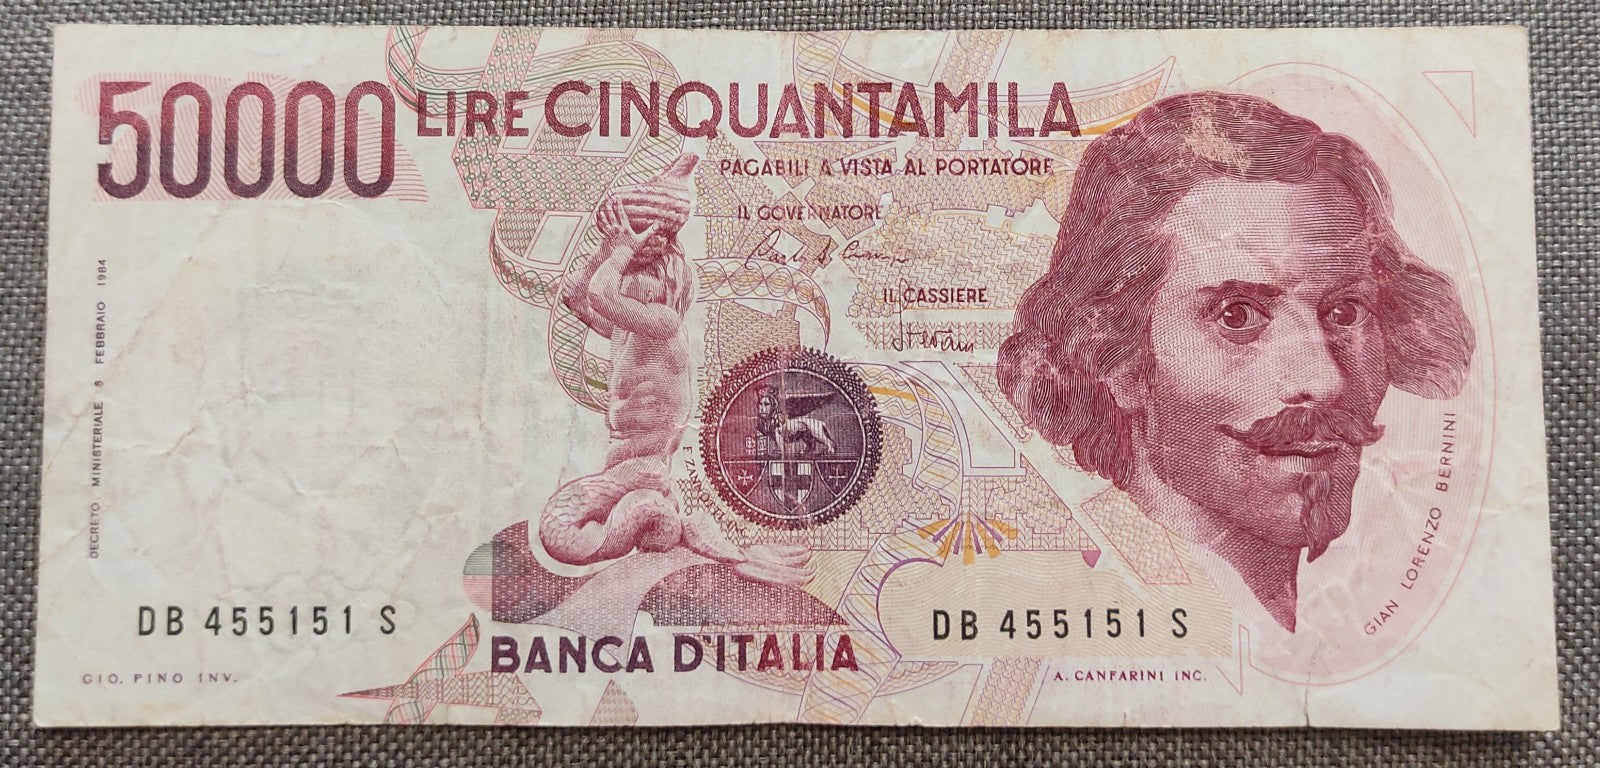 50000 LIRE CINQUANTAMILA
PAGABILI A VISTA AL PORTATORE
IL GOVERNATORE
IL CASSIERE
DECRETO MINISTERIALE 6 FEBBRAIO 1984
GIAN LORENZO BERNINI
DB 455151 S
DB 455151 S
BANCA D'ITALIA
GIO. PINO INV.
A. CANFARINI INC.